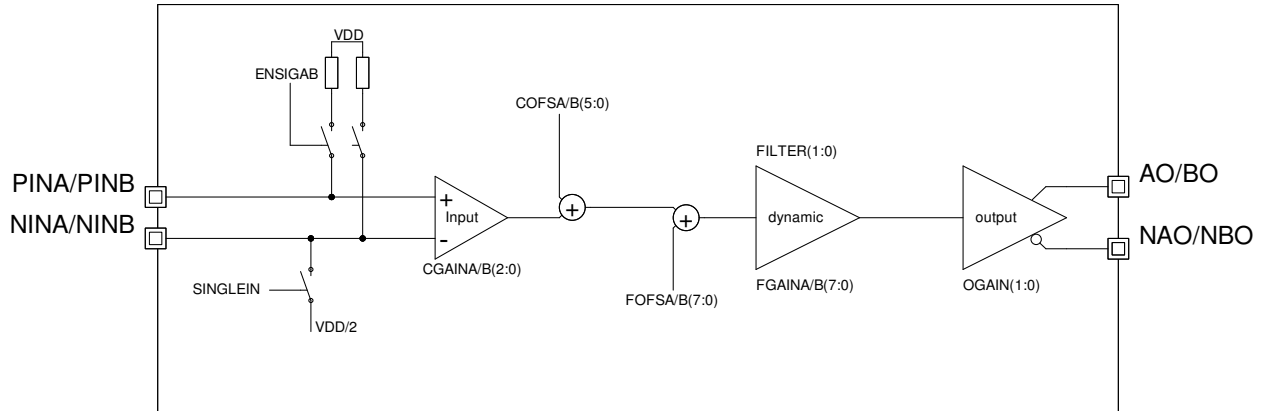 VDD
ENSIGAB
COFSA/B(5:0)
FILTER(1:0)
PINA/PINB
AO/BO
+
Input
+
+
dynamic
output
NINA/NINB
-
NAO/NBO
CGAINA/B(2:0)
SINGLEIN
FOFSA/B(7:0)
FGAINA/B(7:0)
OGAIN(1:0)
VDD/2